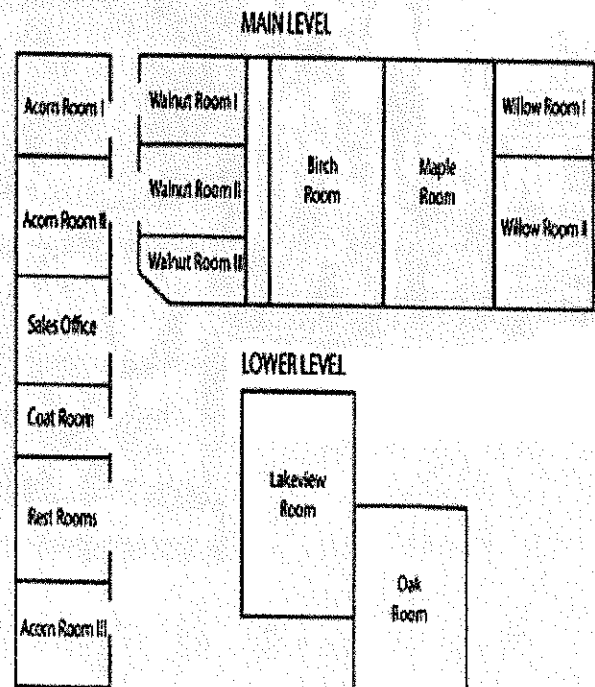 MAIN LEVEL
Acorn Room I
Walnut Room I
Willow Room I
Birch
Room
Maple
Room
Walnut Room II
Acorn Room II
Willow Room II
Walnut Room III
Sales Office
LOWER LEVEL
Coat Room
Lakeview
Room
Rest Rooms
Oak
Room
Acorn Room III